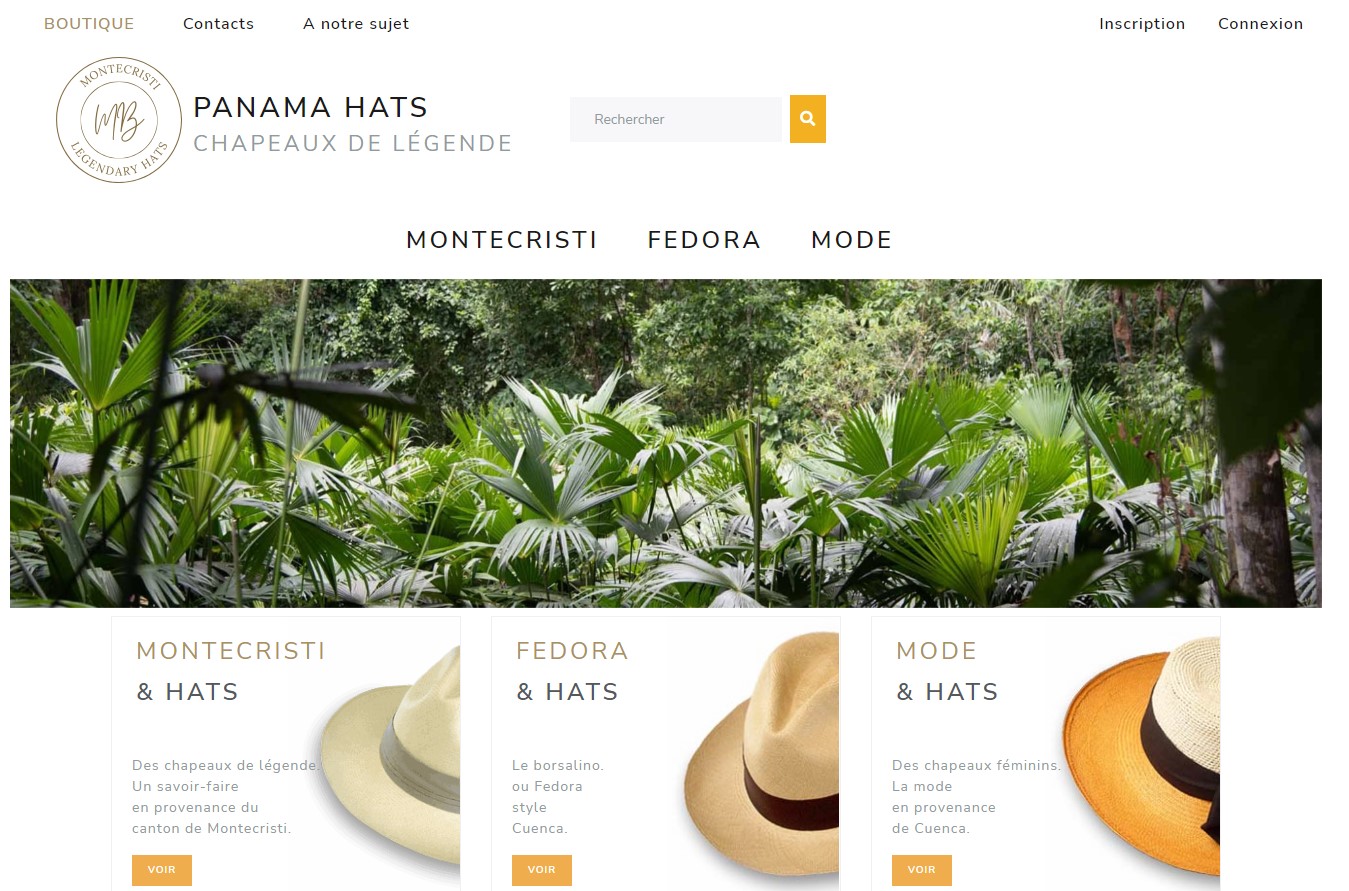 BOUTIQUE Contacts A notre sujet Inscription Connexion
MONTECRISTI
MB
LEGENDARY HATS
PANAMA HATS
CHAPEAUX DE LÉGENDE
Rechercher
MONTECRISTI FEDORA MODE
MONTECRISTI
& HATS
Des chapeaux de légende.
Un savoir-faire
en provenance du
canton de Montecristi.
VOIR
FEDORA
& HATS
Le borsalino.
ou Fedora
style
Cuenca.
VOIR
MODE
& HATS
Des chapeaux féminins.
La mode
en provenance
de Cuenca.
VOIR